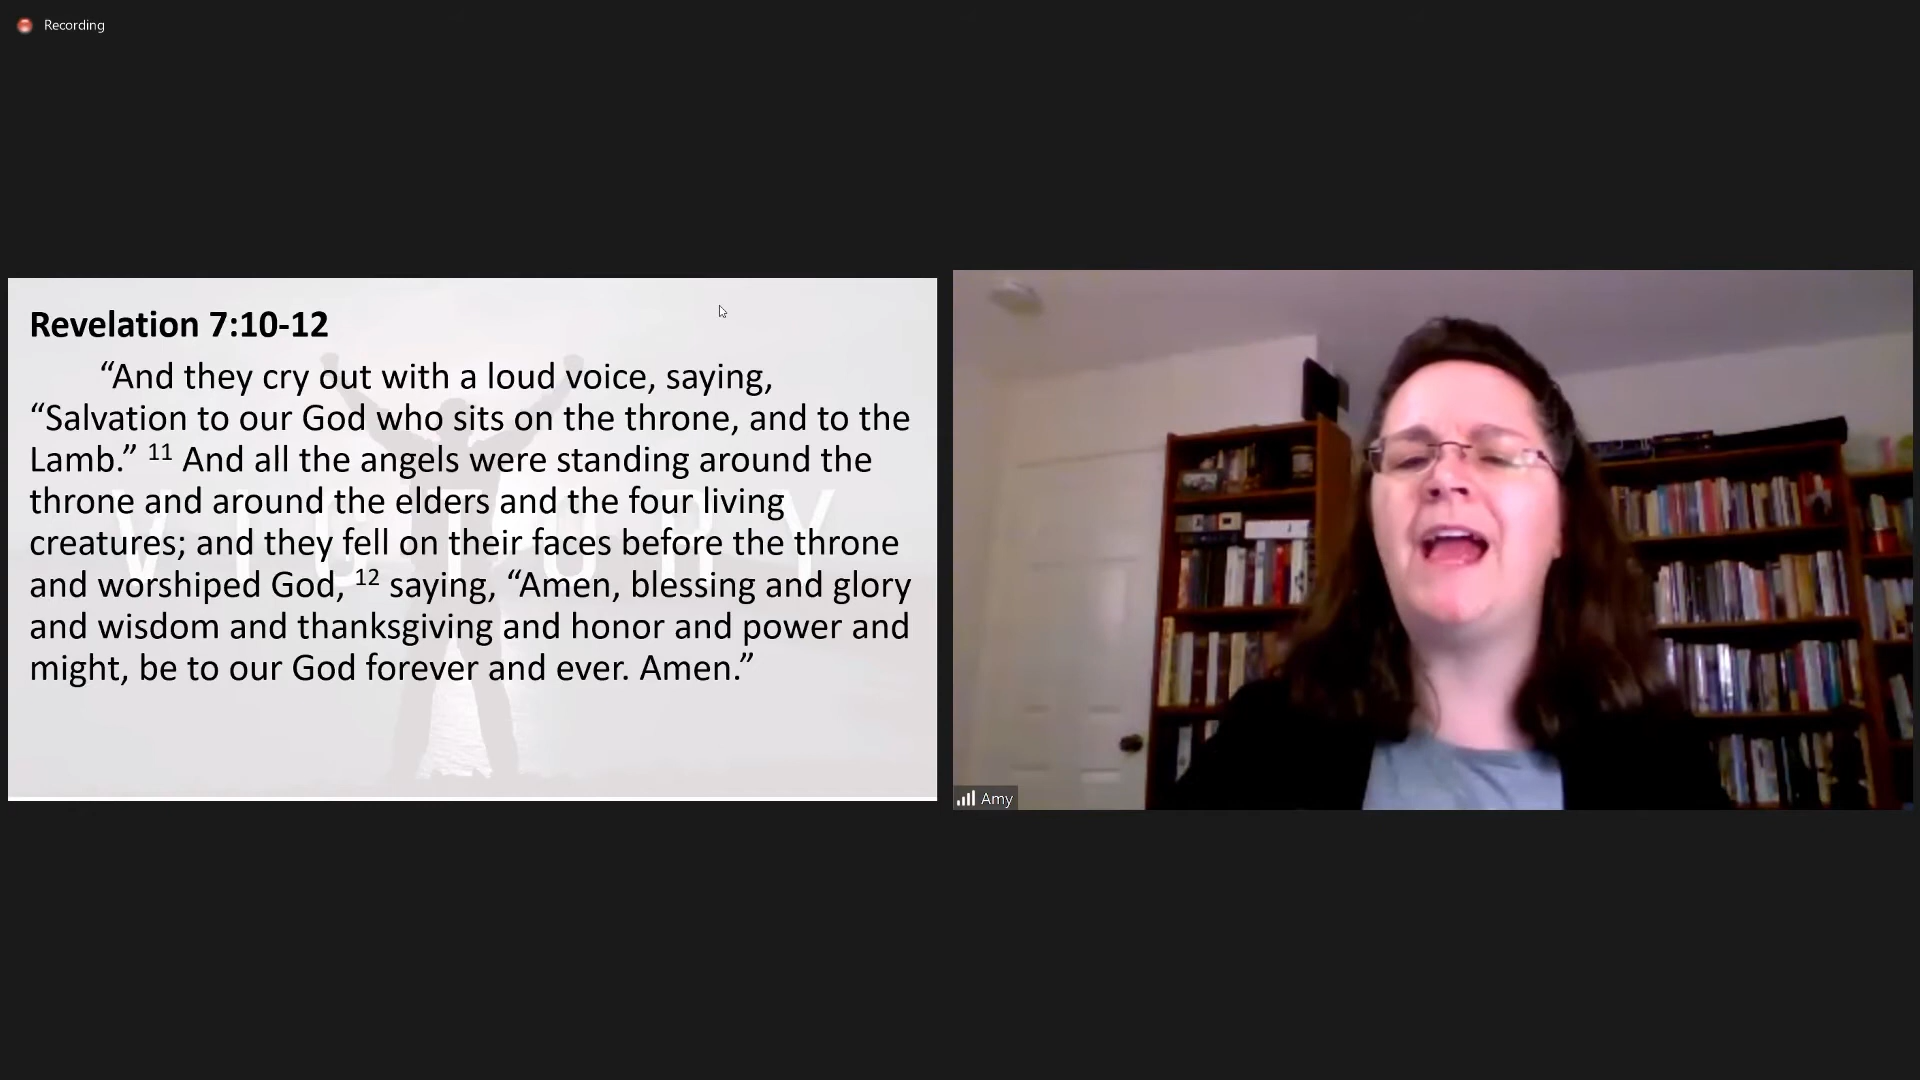 Recording
Revelation 7:10-12
“And they cry out with a loud voice, saying,
“Salvation to our God who sits on the throne, and to the
Lamb.” 11 And all the angels were standing around the
throne and around the elders and the four living
creatures; and they fell on their faces before the throne
and worshiped God, 12 saying, “Amen, blessing and glory
and wisdom and thanksgiving and honor and power and
might, be to our God forever and ever. Amen.”
VICTORY
Amy